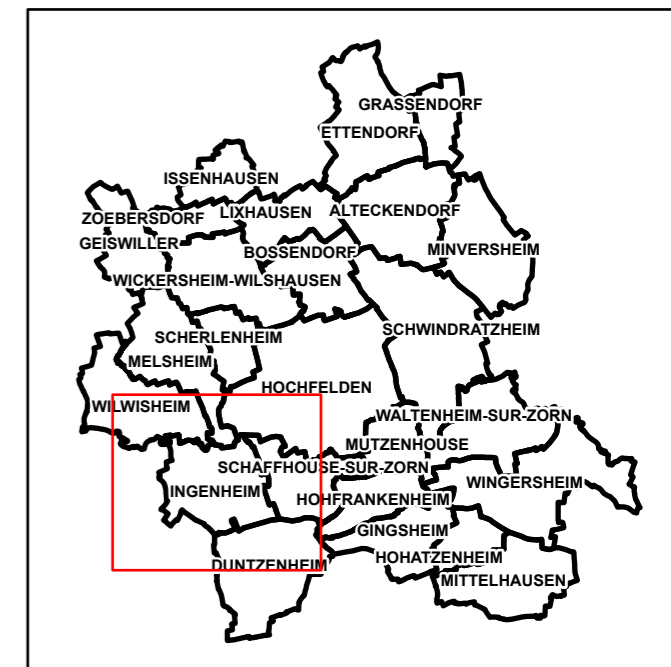 GRASSENDORF
ETTENDORF
ISSENHAUSEN
ZOEBERSDORF
LIXHAUSEN
ALTECKENDORF
GEISWILLER
BOSSENDORF
MINVERSHEIM
WICKERSHEIM-WILSHAUSEN
SCHERLENHEIM
SCHWINDRATZHEIM
MELSHEIM
HOCHFELDEN
WILWISHEIM
WALTENHEIM-SUR-ZORN
MUTZENHOUSE
SCHAFFHOUSE-SUR-ZORN
INGENHEIM
WINGERSHEIM
HOHFRANKENHEIM
GINGSHEIM
HOHATZENHEIM
DUNTZENHEIM
MITTELHAUSEN